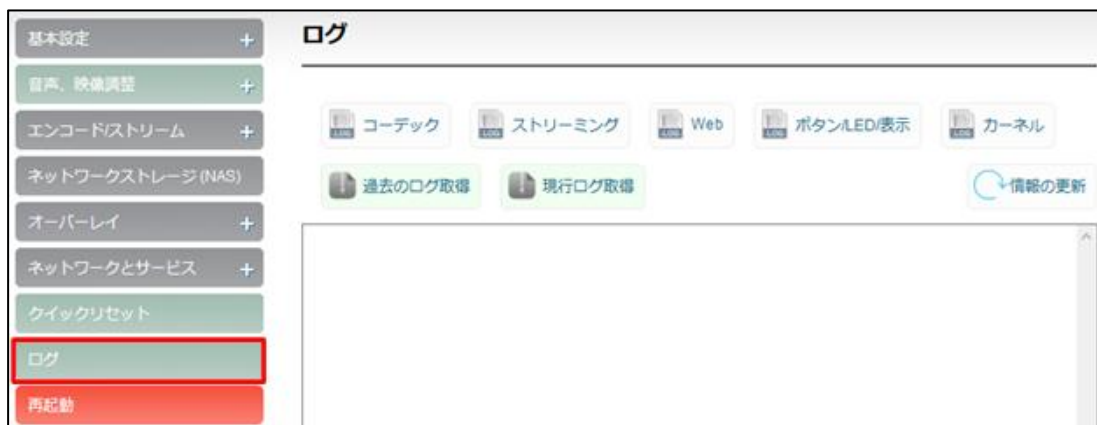 基本設定 +
音声、映像調整 +
エンコード/ストリーム +
ネットワークストレージ(NAS)
オーバーレイ +
ネットワークとサービス +
クイックリセット
ログ
再起動
ログ
LOG コーデック LOG ストリーミング LOG Web LOG ボタン/LED/表示 LOG カーネル
過去のログ取得 現行ログ取得 情報の更新